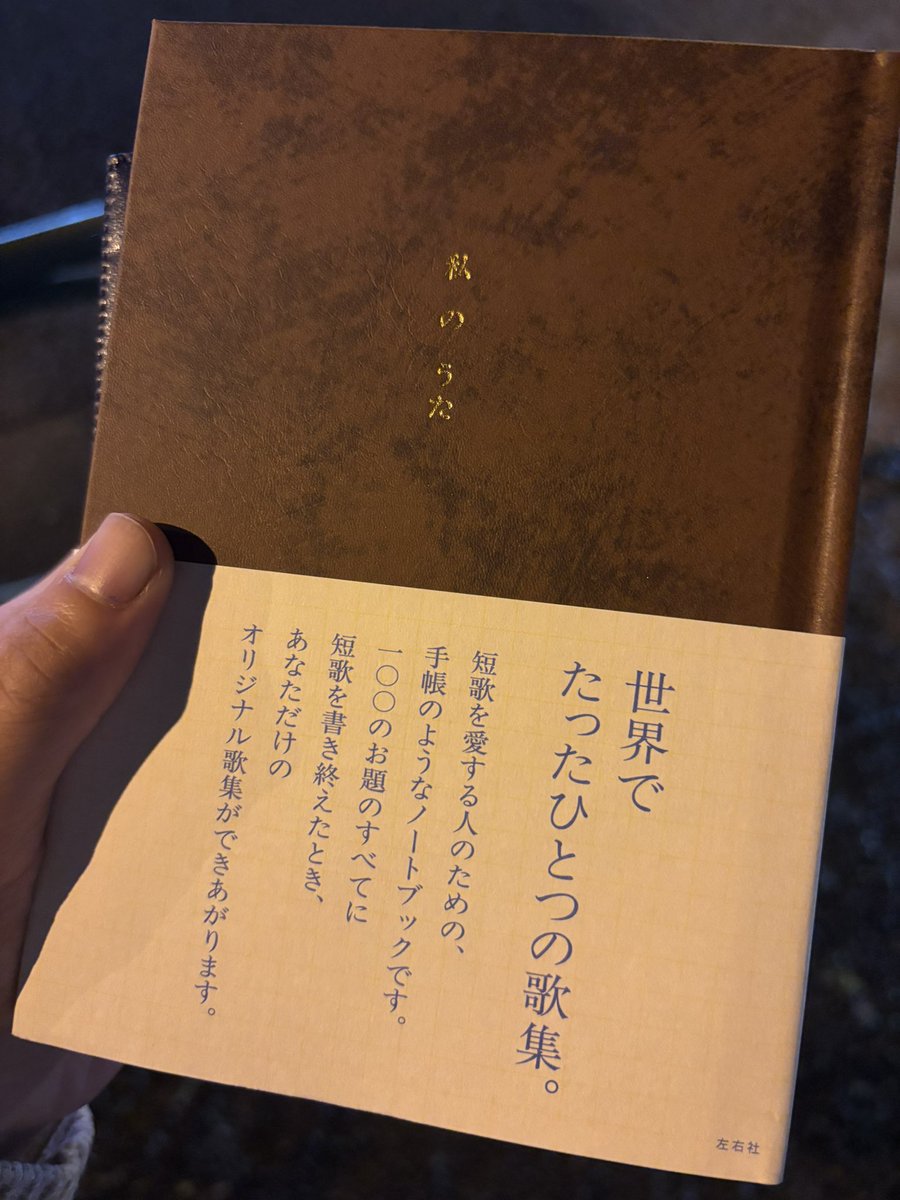 私のうた
世界で
たったひとつの歌集。
短歌を愛する人のための、
手帳のようなノートブックです。
一〇〇のお題のすべてに
短歌を書き終えたとき、
あなただけの
オリジナル歌集ができあがります。
左右社